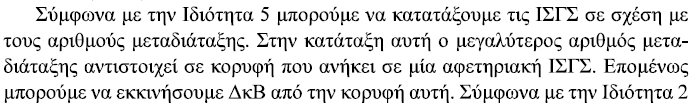 Σύμφωνα με την Ιδιότητα 5 μπορούμε να κατατάξουμε τις ΙΣΓΣ σε σχέση με
τους αριθμούς μεταδιάταξης. Στην κατάταξη αυτή ο μεγαλύτερος αριθμός μετα-
διάταξης αντιστοιχεί σε κορυφή που ανήκει σε μία αφετηριακή ΙΣΓΣ. Επομένως
μπορούμε να εκκινήσουμε ΔκΒ από την κορυφή αυτή. Σύμφωνα με την Ιδιότητα 2